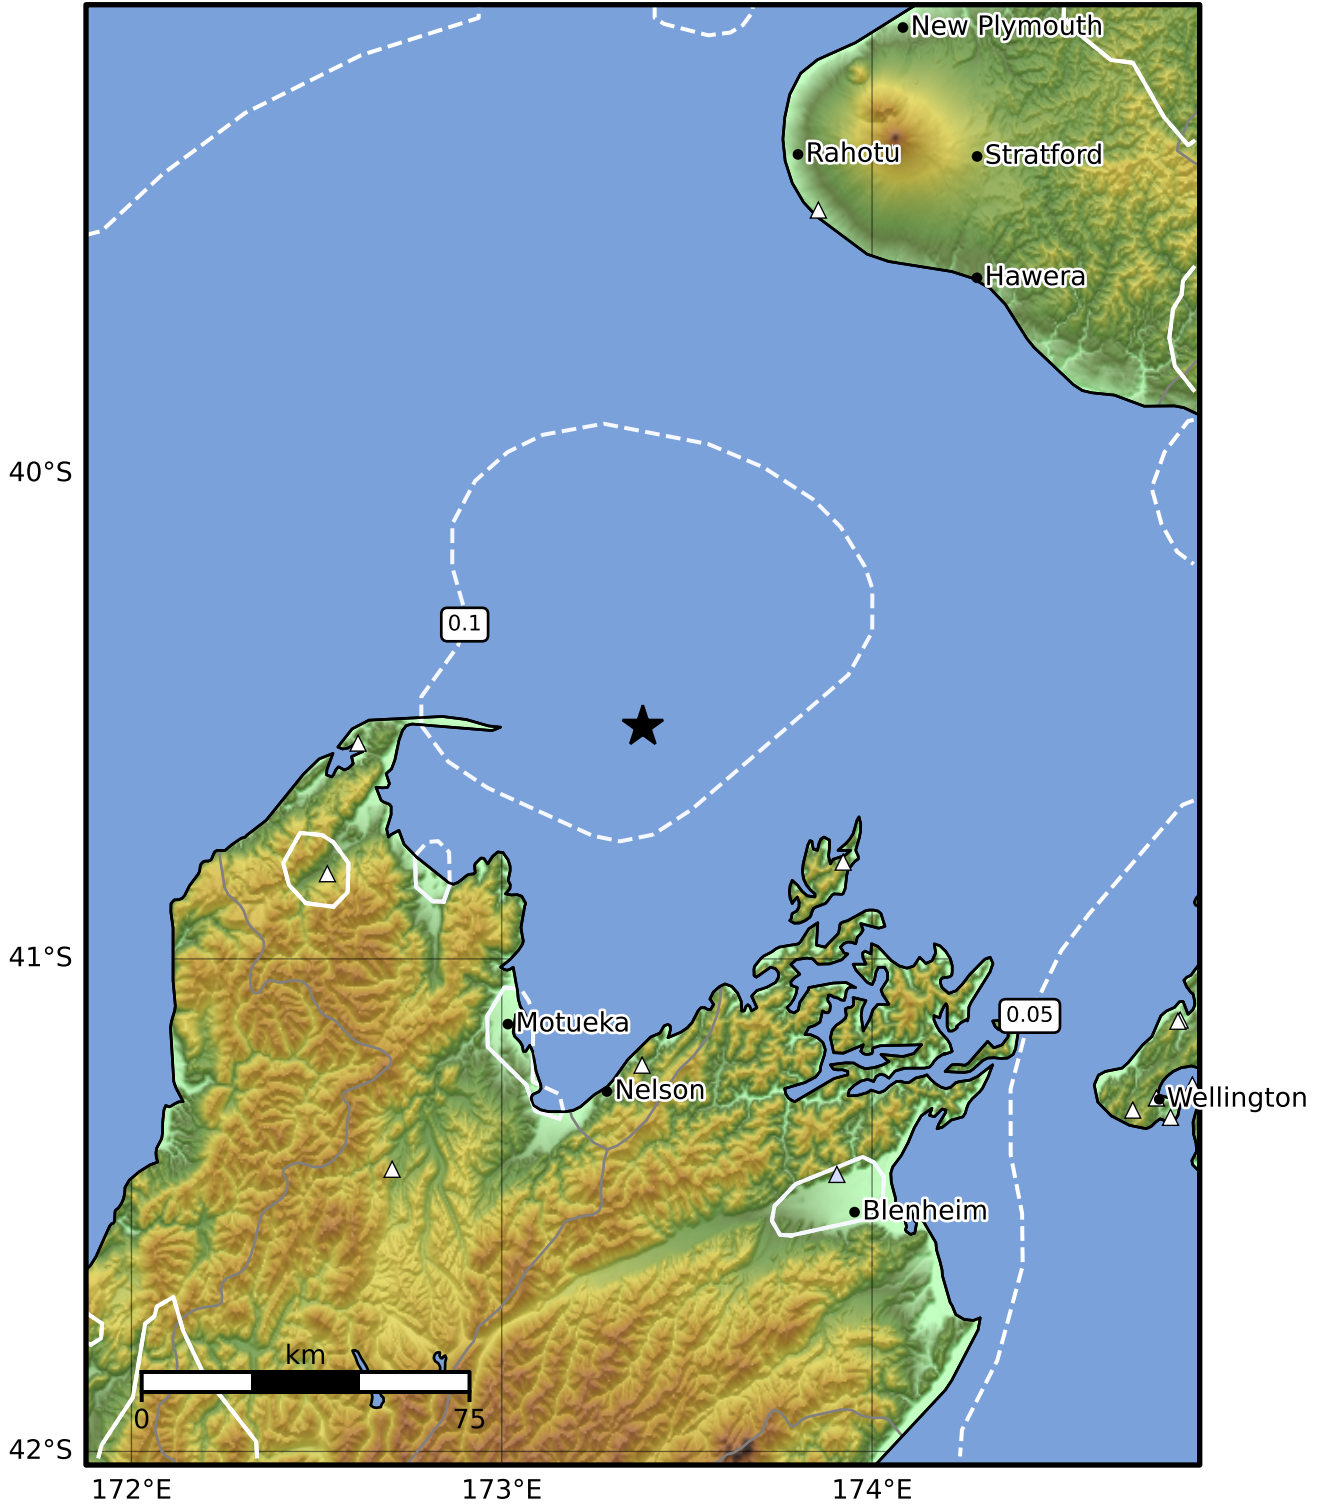 New Plymouth
Rahotu
Stratford
Hawera
40°S
0.1
41°S
0.05
Motueka
Nelson
Wellington
Blenheim
km
0
75
42°S
172°E
173°E
174°E